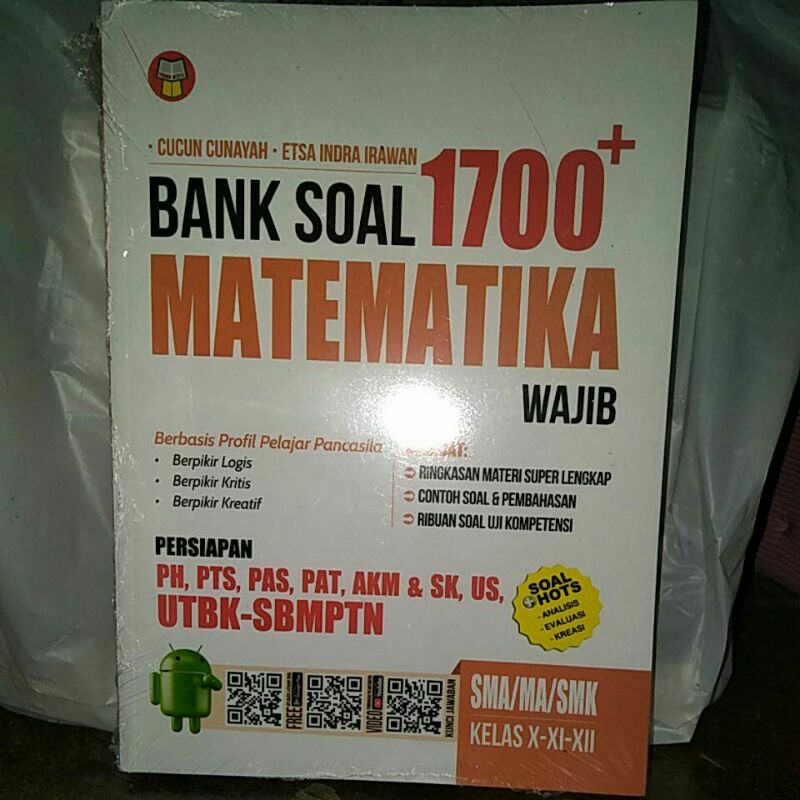 • CUCUN CUNAYAH • ETSA INDRA IRAWAN
BANK SOAL 1700+
MATEMATIKA
WAJIB
Berbasis Profil Pelajar Pancasila
• Berpikir Logis
• Berpikir Kritis
• Berpikir Kreatif
RINGKASAN MATERI SUPER LENGKAP
CONTOH SOAL & PEMBAHASAN
RIBUAN SOAL UJI KOMPETENSI
PERSIAPAN
PH, PTS, PAS, PAT, AKM & SK, US,
UTBK-SBMPTN
SOAL
+HOTS
- ANALISIS
- EVALUASI
- KREASI
FREE
VIDEO
KUNCI JAWABAN
SMA/MA/SMK
KELAS X-XI-XII